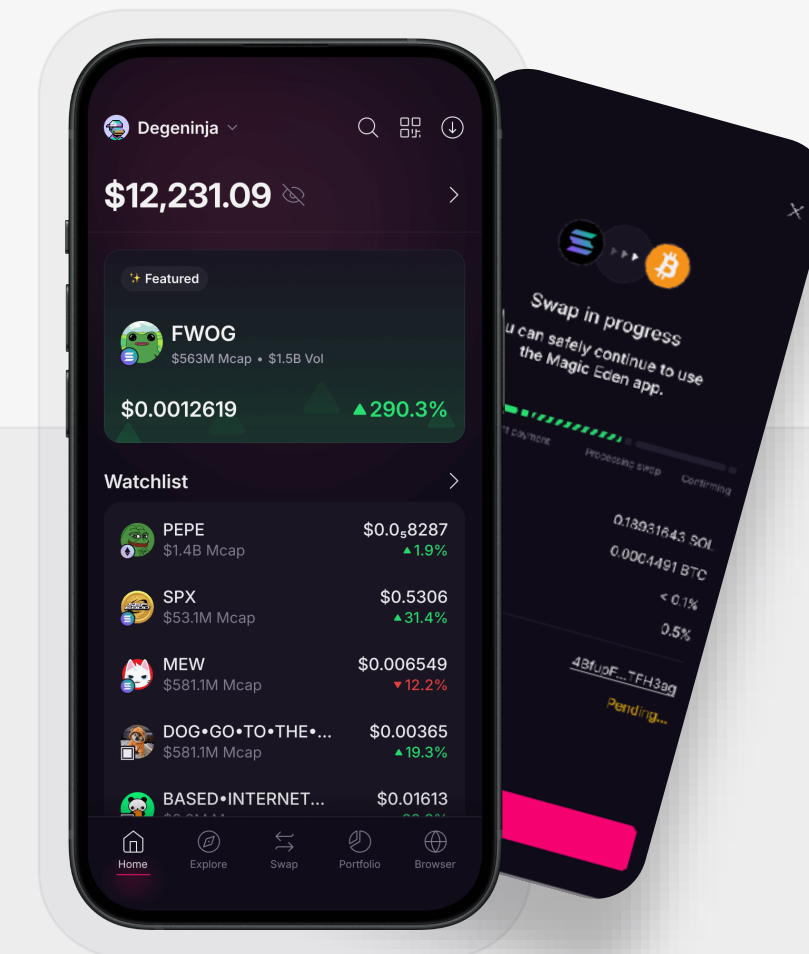 Degeninja
$12,231.09
Featured
FWOG
$563M Mcap • $1.5B Vol
$0.0012619
▲290.3%
Watchlist
PEPE
$0.0₅8287
$1.4B Mcap
▲1.9%
SPX
$0.5306
$53.1M Mcap
▲31.4%
MEW
$0.006549
$581.1M Mcap
▼12.2%
DOG•GO•TO•THE•...
$0.00365
$581.1M Mcap
▲19.3%
BASED•INTERNET...
$0.01613
Home
Explore
Swap
Portfolio
Browser
Swap in progress
u can safely continue to use
the Magic Eden app.
payment
Processing swap
Confirming
0.18931643 SOL
0.0004491 BTC
< 0.1%
0.5%
4BfupF...TFH3ag
Pending...